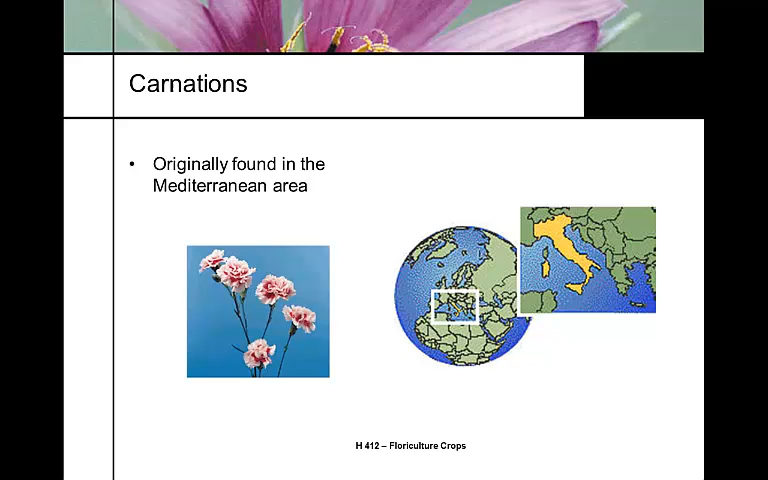 Carnations
• Originally found in the
Mediterranean area
H 412 – Floriculture Crops